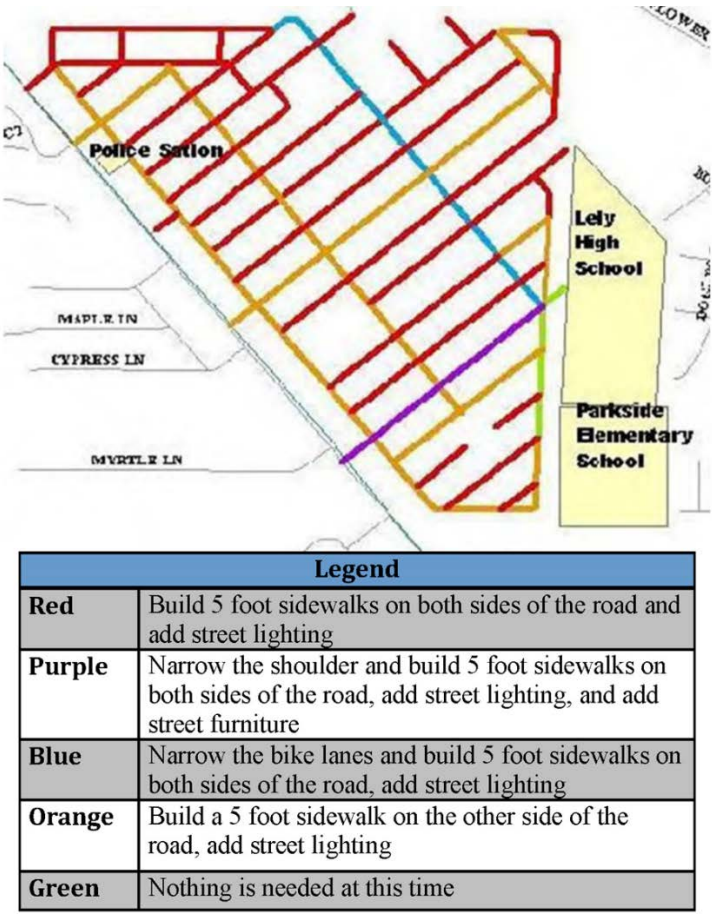 LOWER
CT
Police Sation
Lely
High
School
MAPLE LN
CYPRESS LN
Parkside
Elementary
School
MYRTLE LN
Legend
Red
Build 5 foot sidewalks on both sides of the road and
add street lighting
Purple
Narrow the shoulder and build 5 foot sidewalks on
both sides of the road, add street lighting, and add
street furniture
Blue
Narrow the bike lanes and build 5 foot sidewalks on
both sides of the road, add street lighting
Orange
Build a 5 foot sidewalk on the other side of the
road, add street lighting
Green
Nothing is needed at this time